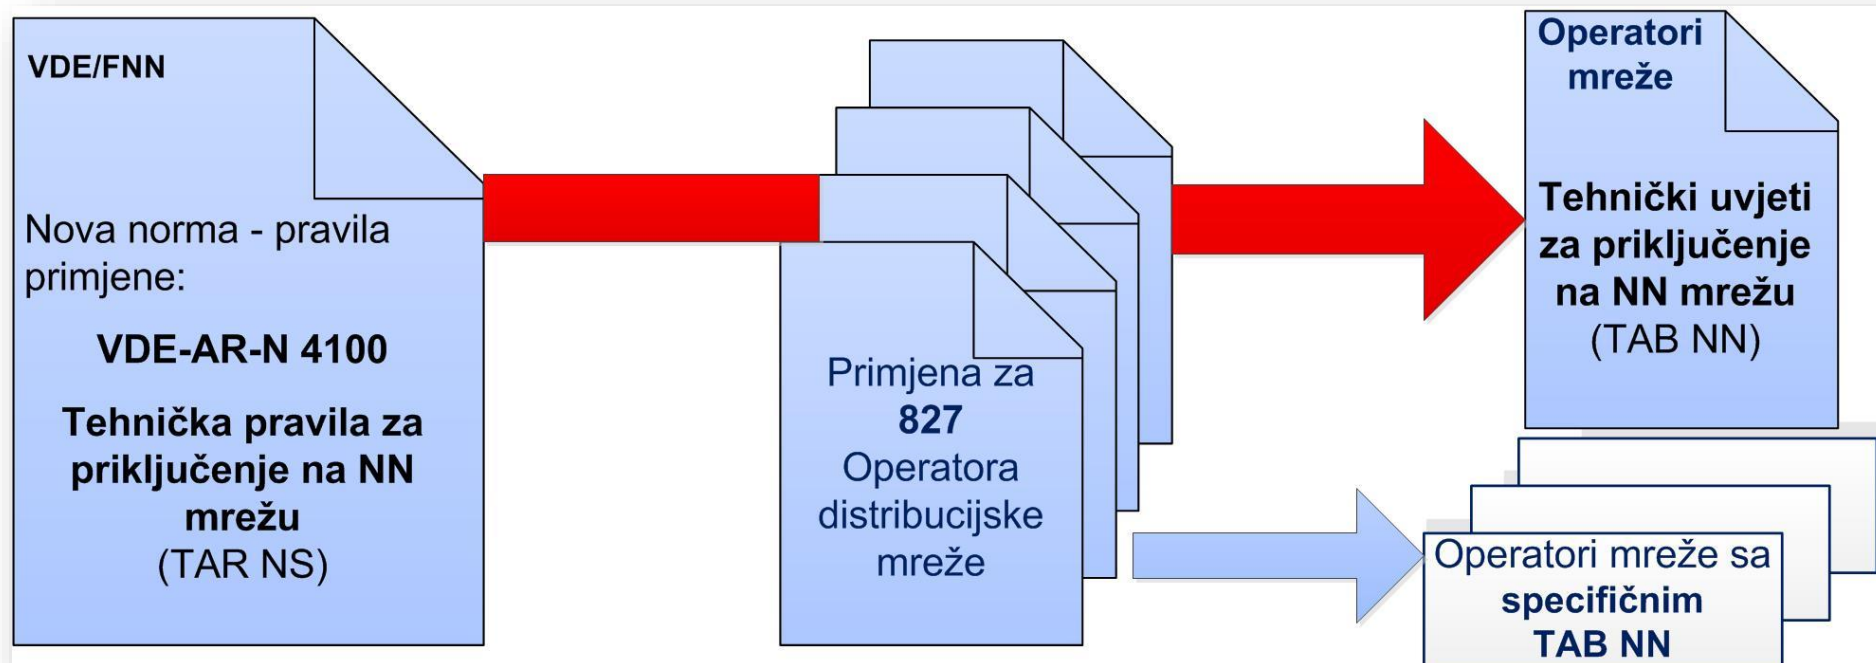 VDE/FNN
Nova norma - pravila
primjene:
VDE-AR-N 4100
Tehnička pravila za
priključenje na NN
mrežu
(TAR NS)
Primjena za
827
Operatora
distribucijske
mreže
Operatori
mreže
Tehnički uvjeti
za priključenje
na NN mrežu
(TAB NN)
Operatori mreže sa
specifičnim
TAB NN